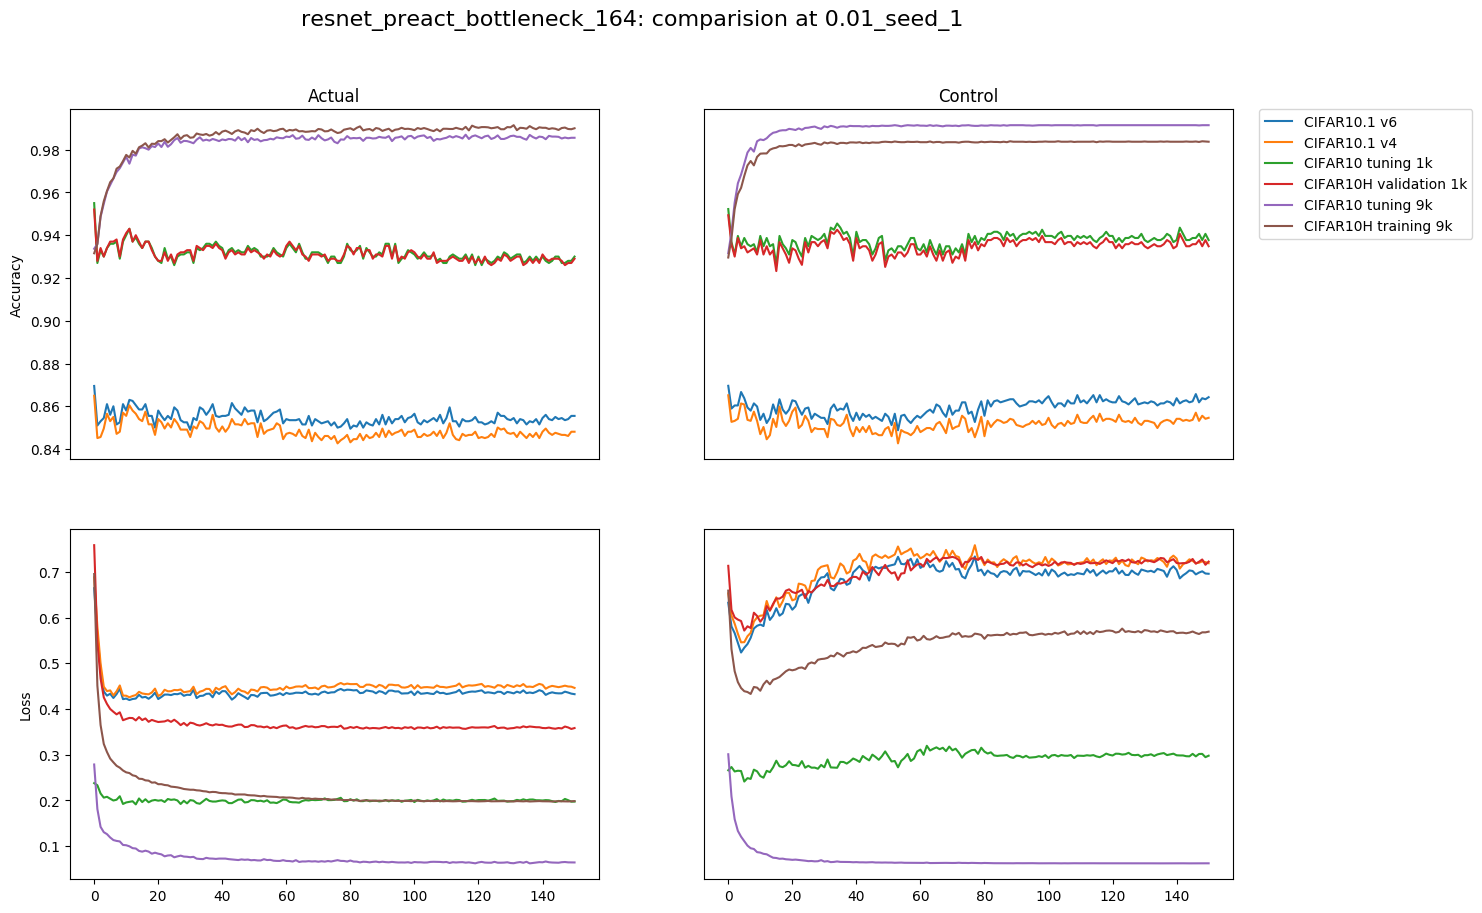 resnet_preact_bottleneck_164: comparision at 0.01_seed_1
Actual
Control
Accuracy
0.98
0.96
0.94
0.92
0.90
0.88
0.86
0.84
CIFAR10.1 v6
CIFAR10.1 v4
CIFAR10 tuning 1k
CIFAR10H validation 1k
CIFAR10 tuning 9k
CIFAR10H training 9k
Loss
0.7
0.6
0.5
0.4
0.3
0.2
0.1
0 20 40 60 80 100 120 140
0 20 40 60 80 100 120 140